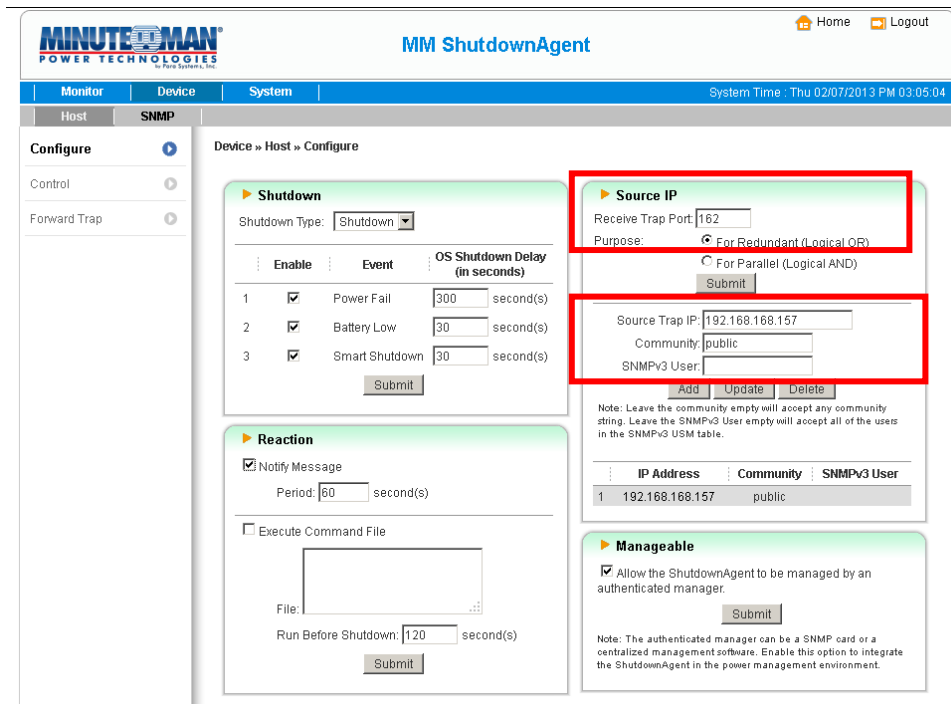 MINUTEMAN®
POWER TECHNOLOGIES
by Para Systems, Inc.
MM ShutdownAgent
Home
Logout
Monitor
Device
System
System Time : Thu 02/07/2013 PM 03:05:04
Host
SNMP
Configure
Control
Forward Trap
Device » Host » Configure
Shutdown
Shutdown Type: Shutdown
Enable Event OS Shutdown Delay
(in seconds)
1 Power Fail 300 second(s)
2 Battery Low 30 second(s)
3 Smart Shutdown 30 second(s)
Submit
Reaction
Notify Message
Period: 60 second(s)
Execute Command File
File:
Run Before Shutdown: 120 second(s)
Submit
Source IP
Receive Trap Port: 162
Purpose: For Redundant (Logical OR)
For Parallel (Logical AND)
Submit
Source Trap IP: 192.168.168.157
Community: public
SNMPv3 User:
Add Update Delete
Note: Leave the community empty will accept any community
string. Leave the SNMPv3 User empty will accept all of the users
in the SNMPv3 USM table.
IP Address Community SNMPv3 User
1 192.168.168.157 public
Manageable
Allow the ShutdownAgent to be managed by an
authenticated manager.
Submit
Note: The authenticated manager can be a SNMP card or a
centralized management software. Enable this option to integrate
the ShutdownAgent in the power management environment.